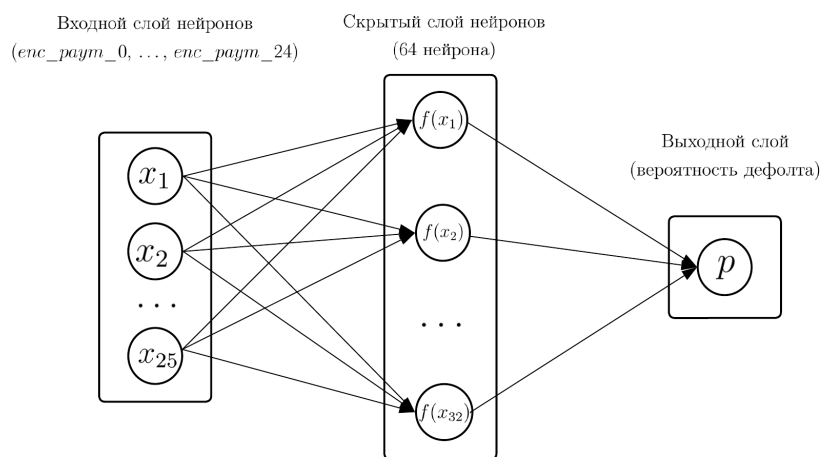 Входной слой нейронов
(enc_paym_0, ..., enc_paym_24)
Скрытый слой нейронов
(64 нейрона)
Выходной слой
(вероятность дефолта)
x₁
x₂
...
x₂₅
f(x₁)
f(x₂)
...
f(x₃₂)
p